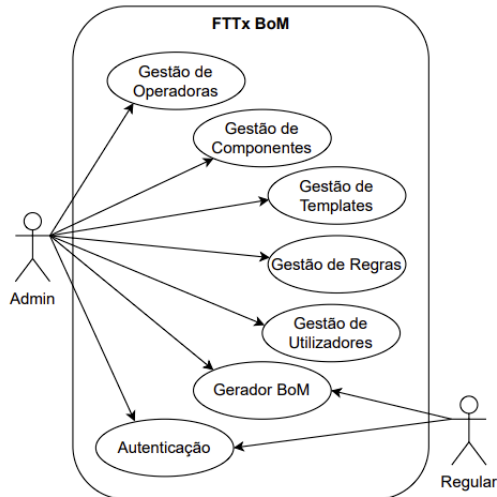 FTTx BoM
Gestão de
Operadoras
Gestão de
Componentes
Gestão de
Templates
Gestão de Regras
Admin
Gestão de
Utilizadores
Gerador BoM
Autenticação
Regular